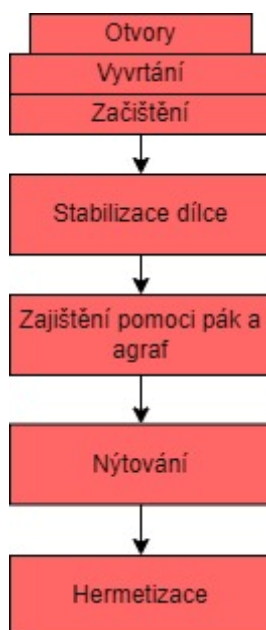 Otvory
Vyvrtání
Začištění
Stabilizace dílce
Zajištění pomoci pák a
agraf
Nýtování
Hermetizace